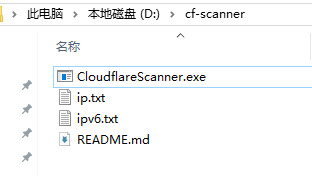 此电脑 › 本地磁盘 (D:) › cf-scanner
名称
CloudflareScanner.exe
ip.txt
ipv6.txt
README.md